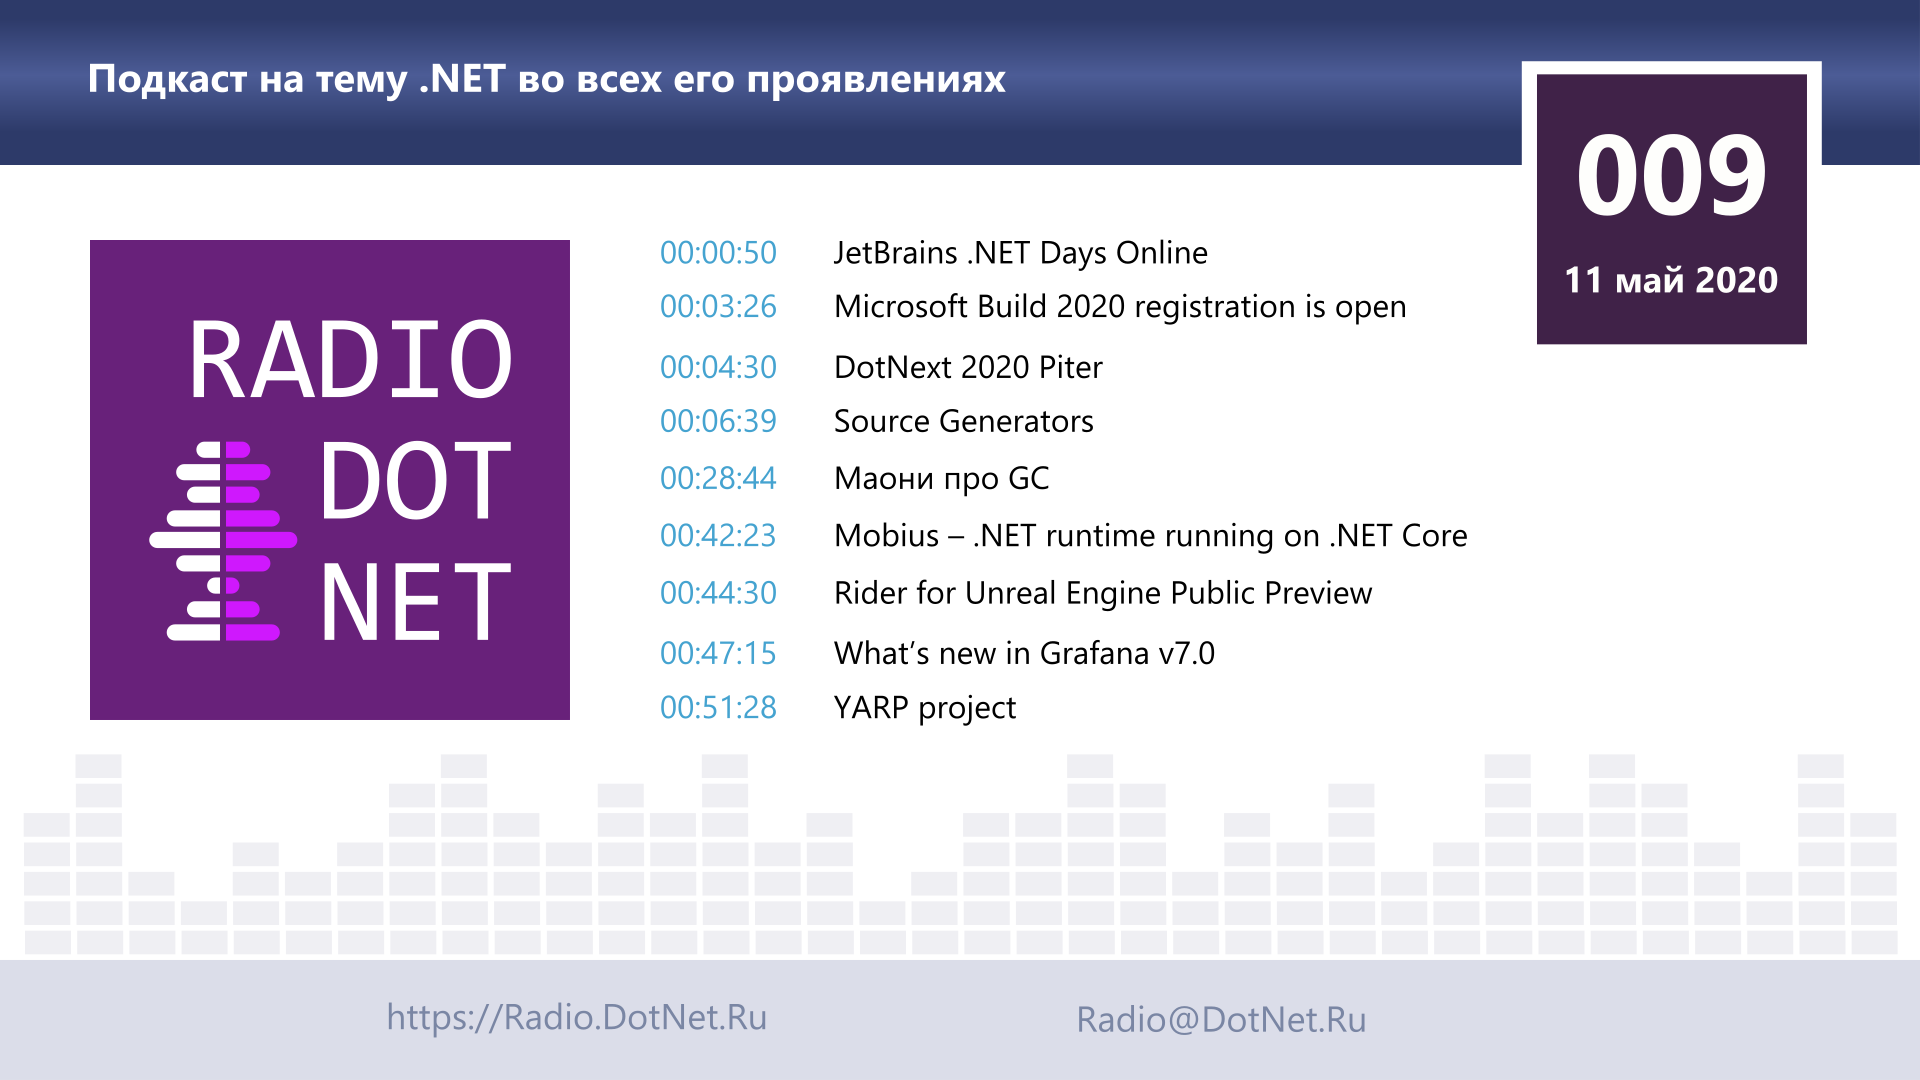 Подкаст на тему .NET во всех его проявлениях
009
11 май 2020
RADIO
DOT
NET
00:00:50 JetBrains .NET Days Online
00:03:26 Microsoft Build 2020 registration is open
00:04:30 DotNext 2020 Piter
00:06:39 Source Generators
00:28:44 Маони про GC
00:42:23 Mobius – .NET runtime running on .NET Core
00:44:30 Rider for Unreal Engine Public Preview
00:47:15 What’s new in Grafana v7.0
00:51:28 YARP project
https://Radio.DotNet.Ru
Radio@DotNet.Ru